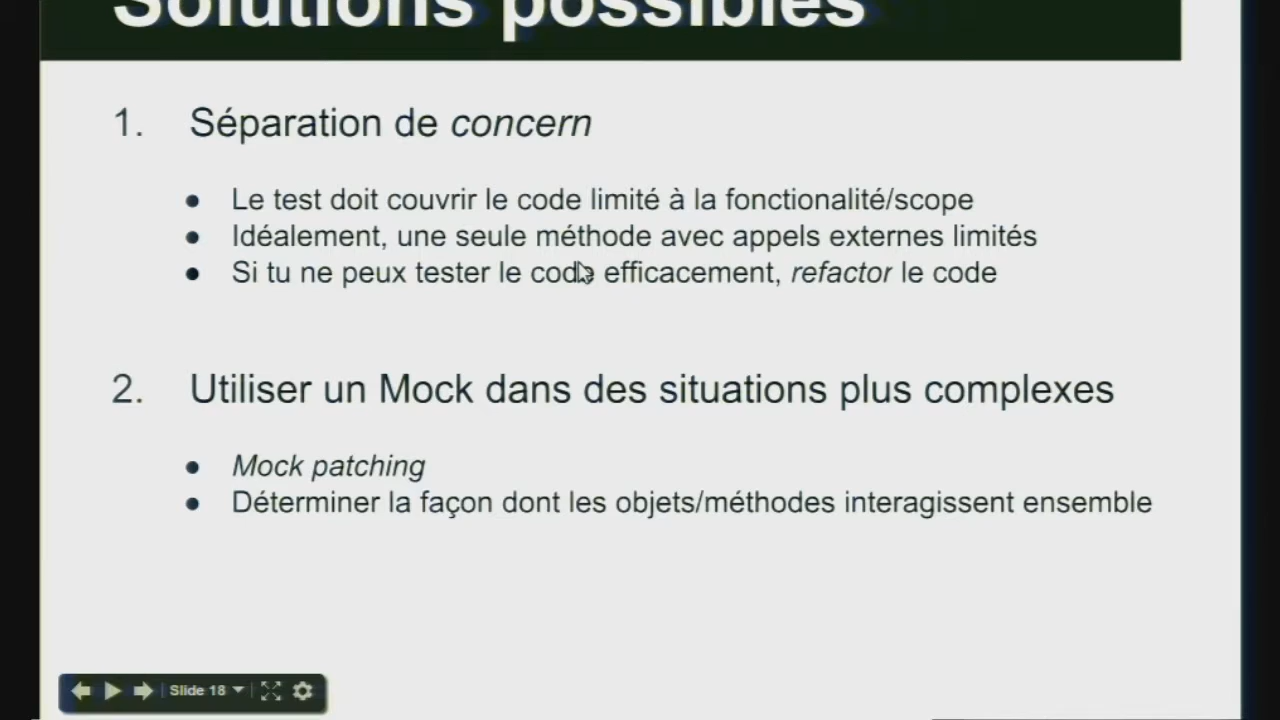 Solutions possibles
1. Séparation de concern
● Le test doit couvrir le code limité à la fonctionalité/scope
● Idéalement, une seule méthode avec appels externes limités
● Si tu ne peux tester le code efficacement, refactor le code
2. Utiliser un Mock dans des situations plus complexes
● Mock patching
● Déterminer la façon dont les objets/méthodes interagissent ensemble
Slide 18